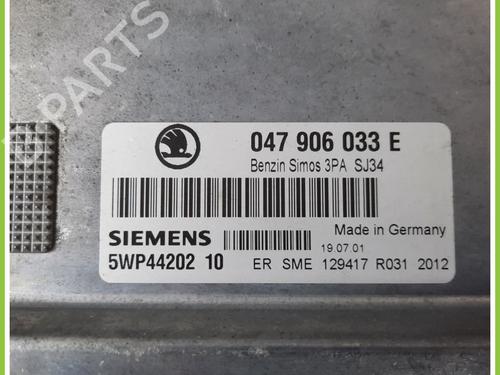 PARTS
047 906 033 E
Benzin Simos 3PA SJ34
Made in Germany
SIEMENS
19.07.01
5WP44202 10
ER SME 129417 R031 2012